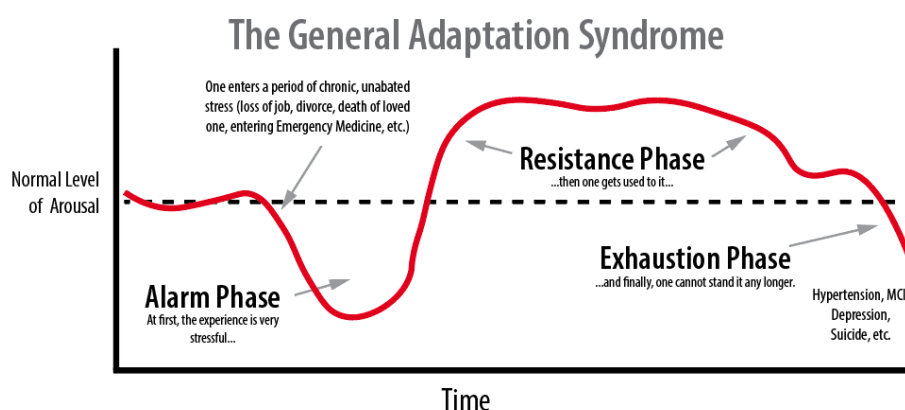 The General Adaptation Syndrome
One enters a period of chronic, unabated
stress (loss of job, divorce, death of loved
one, entering Emergency Medicine, etc.)
Normal Level
of Arousal
Resistance Phase
...then one gets used to it...
Alarm Phase
At first, the experience is very
stressful...
Exhaustion Phase
...and finally, one cannot stand it any longer.
Hypertension,
Depression,
Suicide, etc.
Time